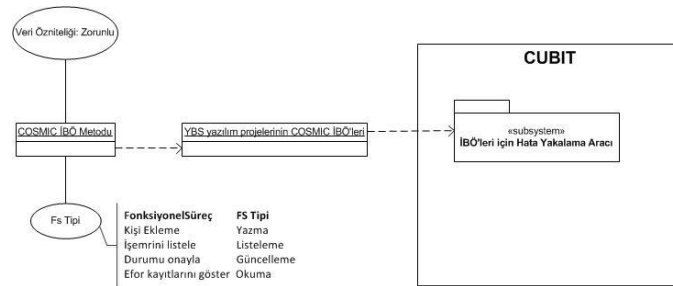 Veri Özniteliği: Zorunlu
CUBIT
COSMIC İBÖ Metodu
YBS yazılım projelerinin COSMIC İBÖ'leri
«subsystem»
İBÖ'leri için Hata Yakalama Aracı
Fs Tipi
FonksiyonelSüreç FS Tipi
Kişi Ekleme Yazma
İşemrini listele Listeleme
Durumu onayla Güncelleme
Efor kayıtlarını göster Okuma